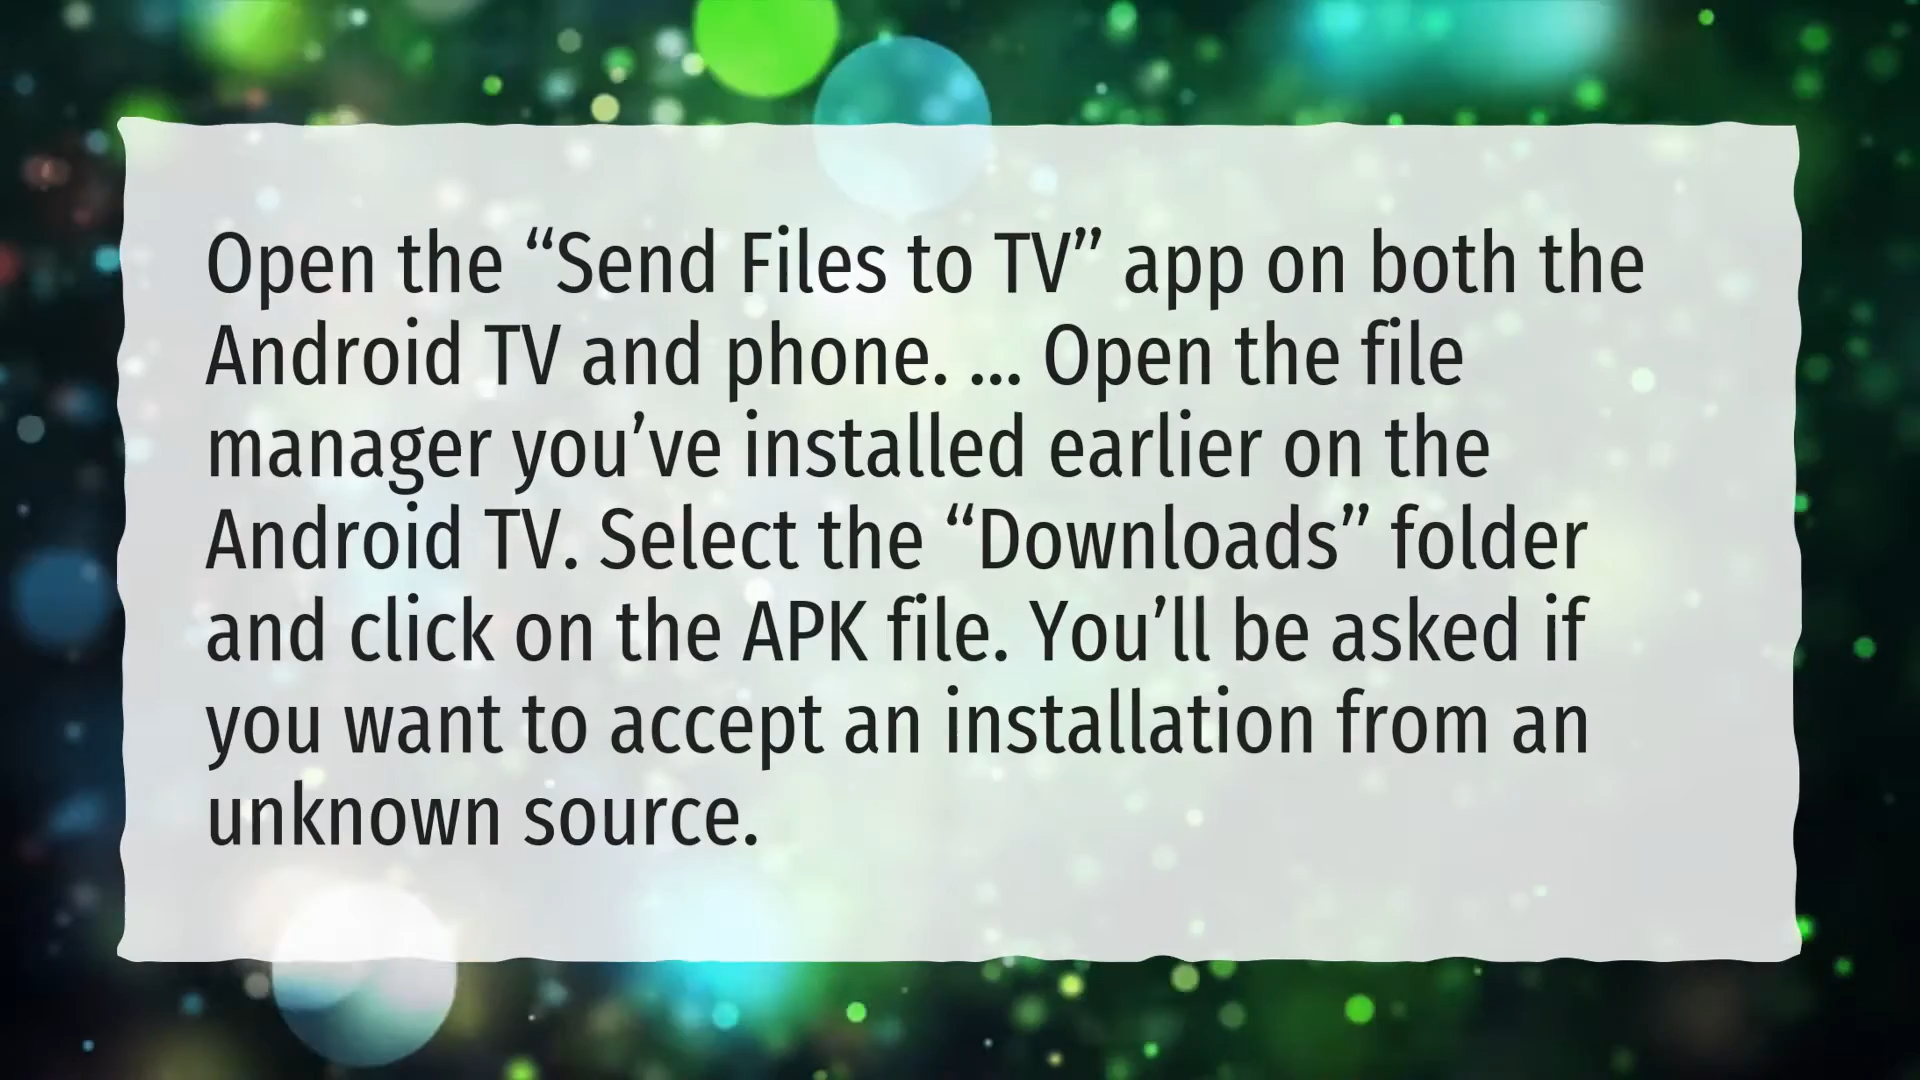 Open the “Send Files to TV” app on both the
Android TV and phone. ... Open the file
manager you’ve installed earlier on the
Android TV. Select the “Downloads” folder
and click on the APK file. You’ll be asked if
you want to accept an installation from an
unknown source.